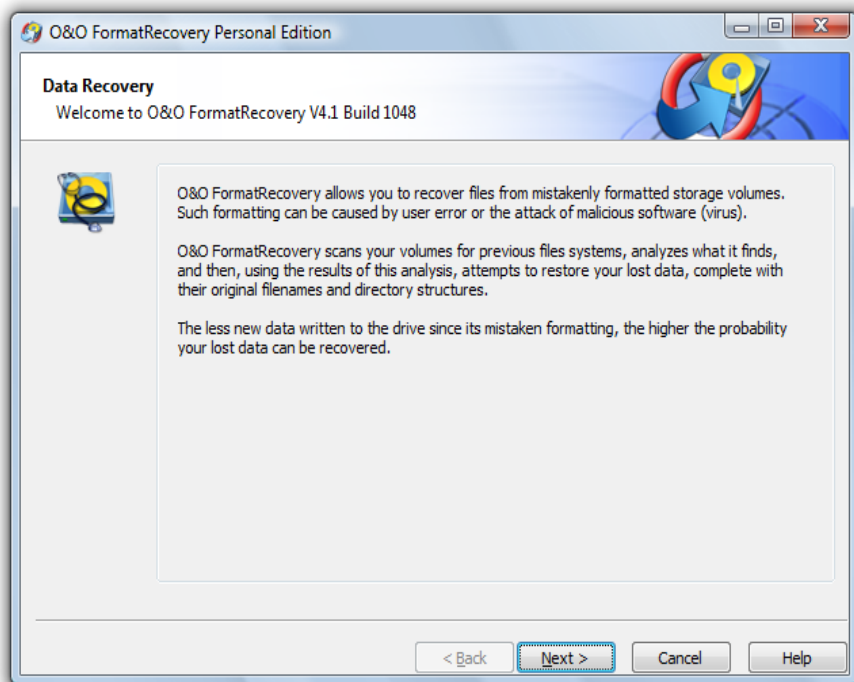 O&O FormatRecovery Personal Edition
Data Recovery
Welcome to O&O FormatRecovery V4.1 Build 1048
O&O FormatRecovery allows you to recover files from mistakenly formatted storage volumes.
Such formatting can be caused by user error or the attack of malicious software (virus).
O&O FormatRecovery scans your volumes for previous files systems, analyzes what it finds,
and then, using the results of this analysis, attempts to restore your lost data, complete with
their original filenames and directory structures.
The less new data written to the drive since its mistaken formatting, the higher the probability
your lost data can be recovered.
< Back Next > Cancel Help